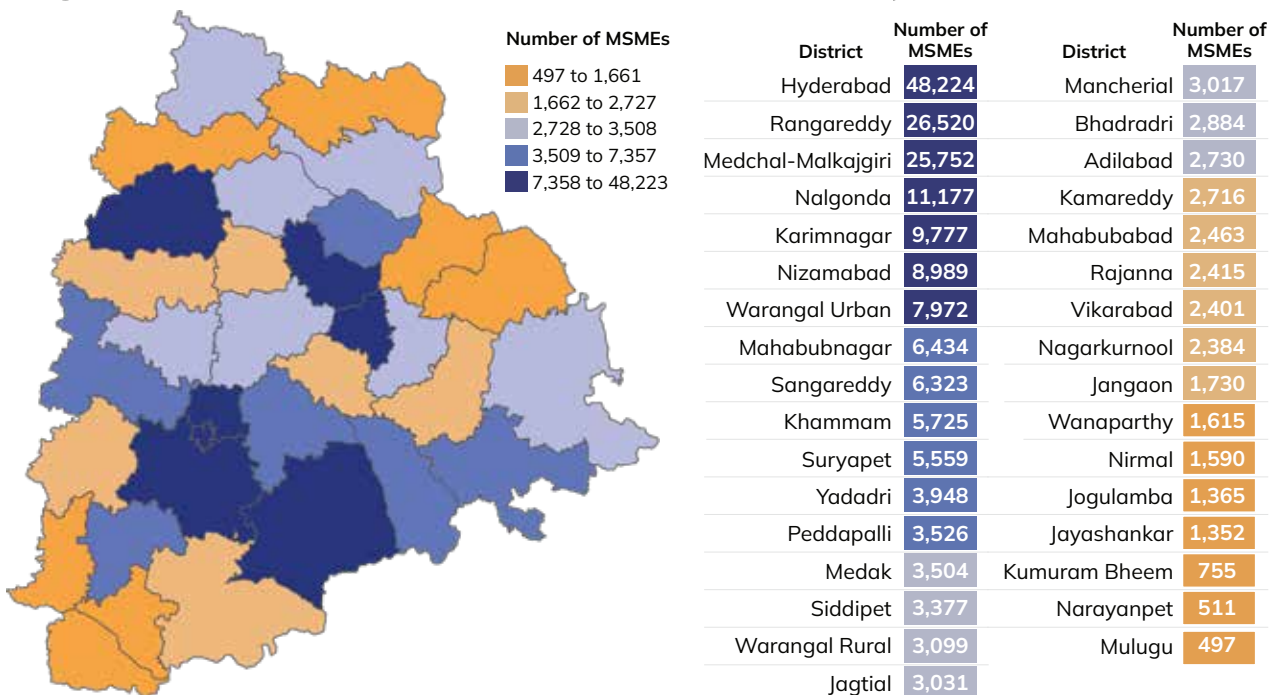 Number of MSMEs
497 to 1,661
1,662 to 2,727
2,728 to 3,508
3,509 to 7,357
7,358 to 48,223
District Number of MSMEs
Hyderabad 48,224
Rangareddy 26,520
Medchal-Malkajgiri 25,752
Nalgonda 11,177
Karimnagar 9,777
Nizamabad 8,989
Warangal Urban 7,972
Mahabubnagar 6,434
Sangareddy 6,323
Khammam 5,725
Suryapet 5,559
Yadadri 3,948
Peddapalli 3,526
Medak 3,504
Siddipet 3,377
Warangal Rural 3,099
Jagtial 3,031
District Number of MSMEs
Mancherial 3,017
Bhadradri 2,884
Adilabad 2,730
Kamareddy 2,716
Mahabubabad 2,463
Rajanna 2,415
Vikarabad 2,401
Nagarkurnool 2,384
Jangaon 1,730
Wanaparthy 1,615
Nirmal 1,590
Jogulamba 1,365
Jayashankar 1,352
Kumuram Bheem 755
Narayanpet 511
Mulugu 497